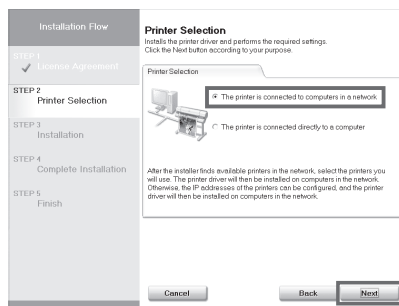 Installation Flow
STEP 1
License Agreement
STEP 2
Printer Selection
STEP 3
Installation
STEP 4
Complete Installation
STEP 5
Finish
Printer Selection
Installs the printer driver and performs the required settings.
Click the Next button according to your purpose.
Printer Selection
The printer is connected to computers in a network
The printer is connected directly to a computer
After the installer finds available printers in the network, select the printers you
will use. The printer driver will then be installed on computers in the network.
Otherwise, the IP addresses of the printers can be configured, and the printer
driver will then be installed on computers in the network.
Cancel
Back
Next